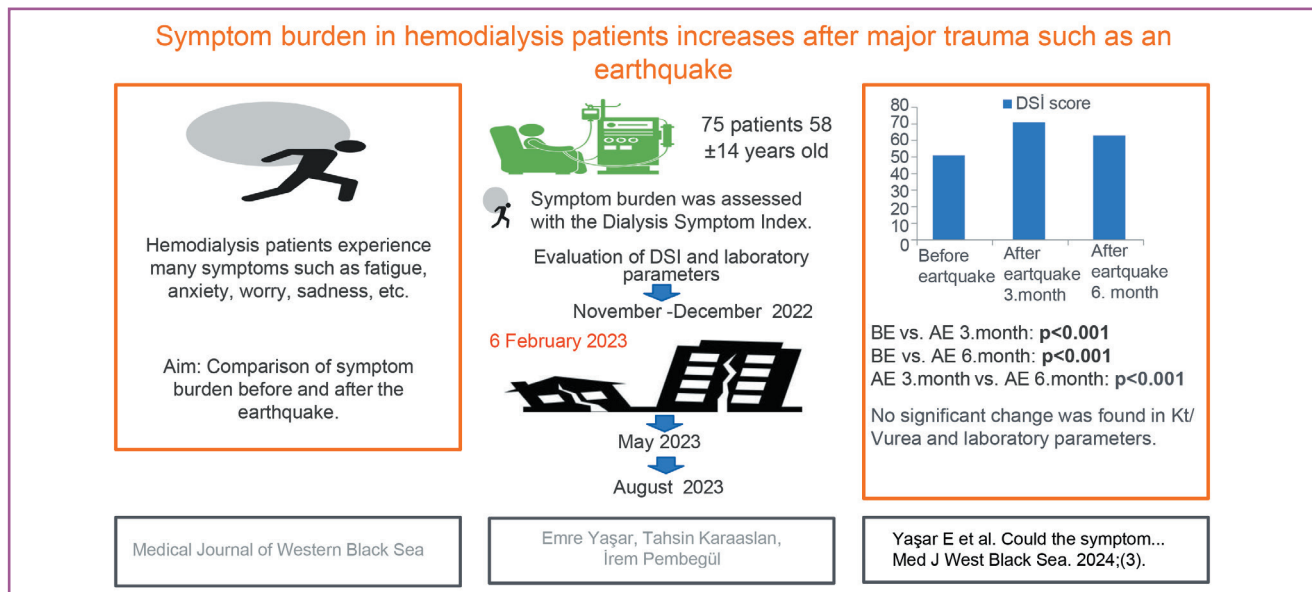 Symptom burden in hemodialysis patients increases after major trauma such as an
earthquake
Hemodialysis patients experience
many symptoms such as fatigue,
anxiety, worry, sadness, etc.
Aim: Comparison of symptom
burden before and after the
earthquake.
75 patients 58
±14 years old
Symptom burden was assessed
with the Dialysis Symptom Index.
Evaluation of DSI and laboratory
parameters
November -December 2022
6 February 2023
May 2023
August 2023
DSİ score
80
70
60
50
40
30
20
10
0
Before
eartquake
After
eartquake
3.month
After
eartquake
6. month
BE vs. AE 3.month: p<0.001
BE vs. AE 6.month: p<0.001
AE 3.month vs. AE 6.month: p<0.001
No significant change was found in Kt/
Vurea and laboratory parameters.
Medical Journal of Western Black Sea
Emre Yaşar, Tahsin Karaaslan,
İrem Pembegül
Yaşar E et al. Could the symptom...
Med J West Black Sea. 2024;(3).